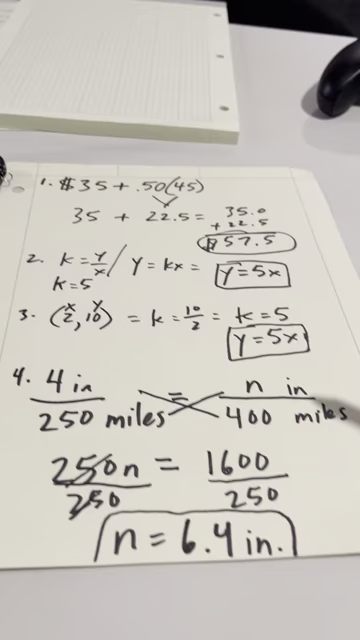 1. $35 + .50(45)
35 + 22.5 = 35.0
+ 22.5
$57.5
2. k = y/x / y = kx = y = 5x
k = 5
x y
3. (2, 10) = k = 10/2 = k = 5
y = 5x
4. 4 in / 250 miles = n in / 400 miles
250n / 250 = 1600 / 250
n = 6.4 in.